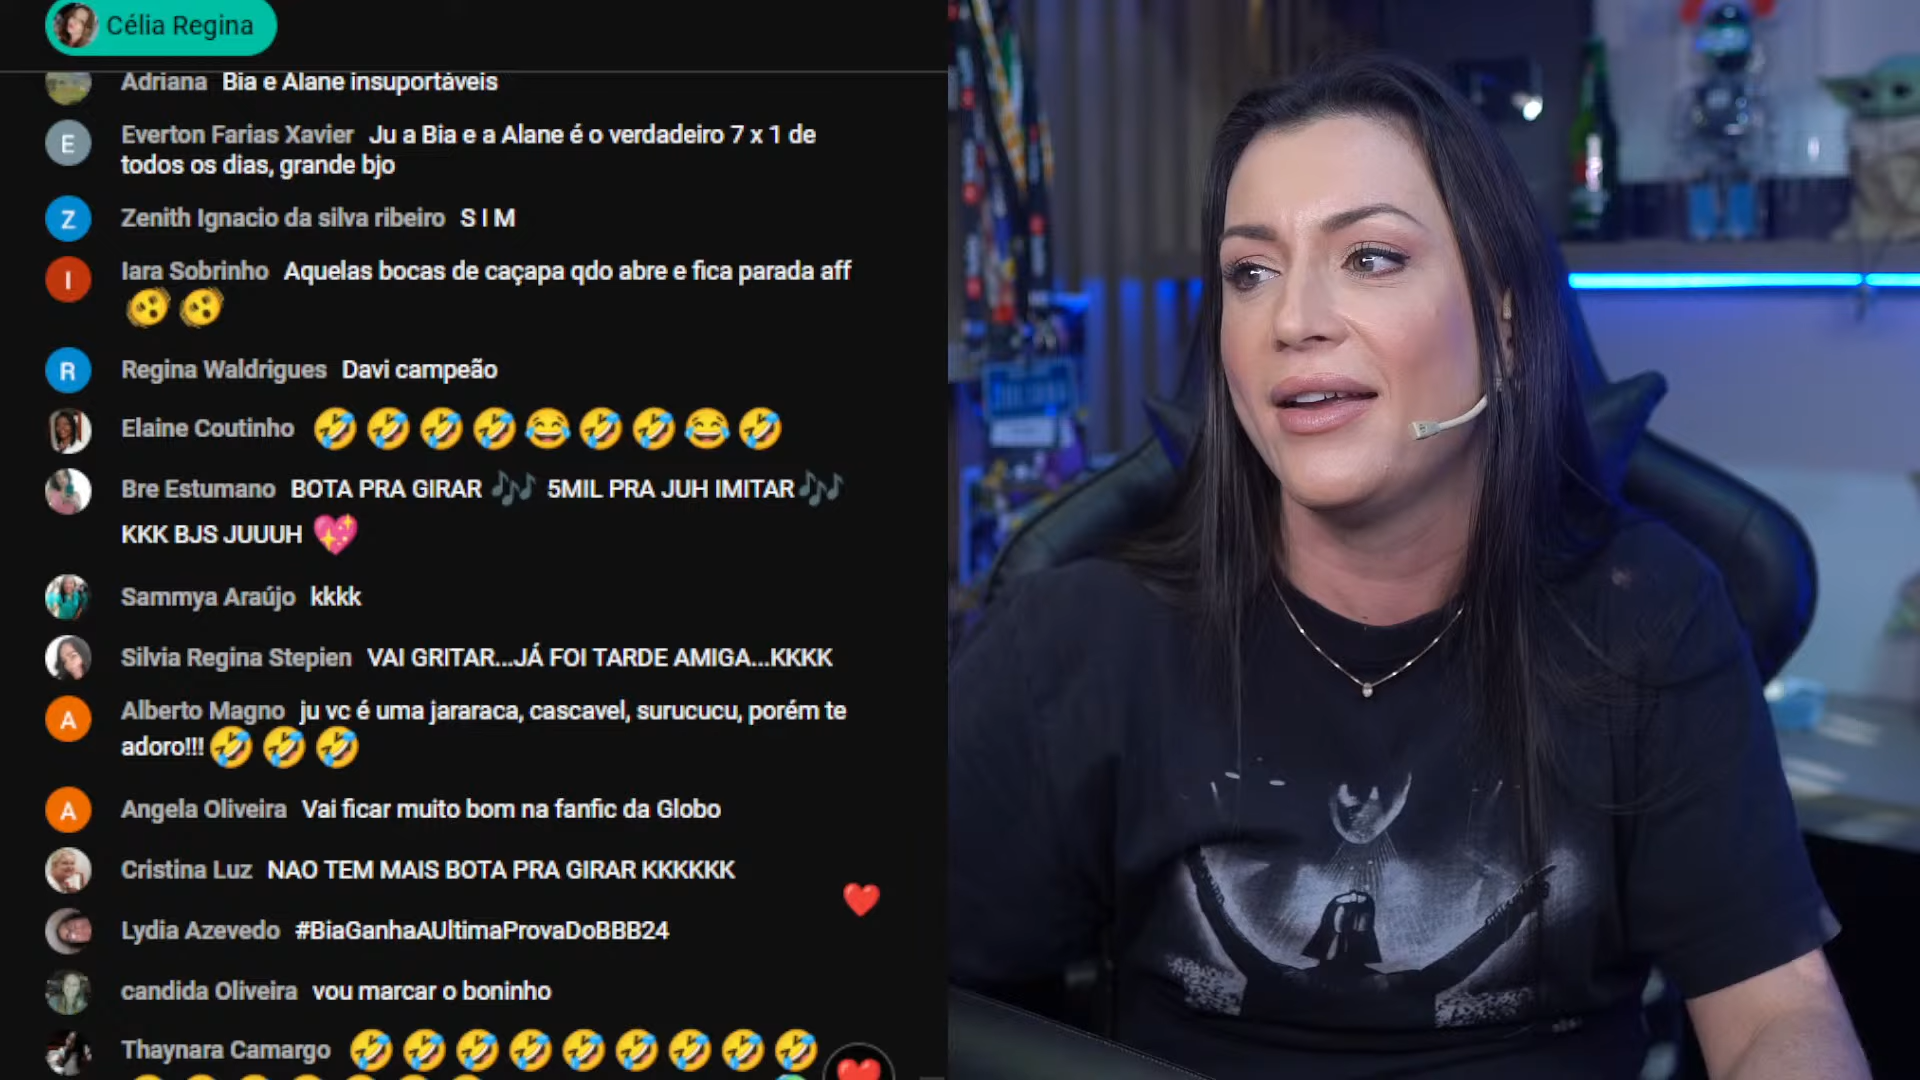 Célia Regina
Adriana Bia e Alane insuportáveis
E Everton Farias Xavier Ju a Bia e a Alane é o verdadeiro 7 x 1 de
todos os dias, grande bjo
Z Zenith Ignacio da silva ribeiro S I M
I Iara Sobrinho Aquelas bocas de caçapa qdo abre e fica parada aff
R Regina Waldrigues Davi campeão
Elaine Coutinho 🤣🤣🤣🤣😂🤣🤣😂🤣
Bre Estumano BOTA PRA GIRAR 🎶 5MIL PRA JUH IMITAR🎶
KKK BJS JUUUH 💖
Sammya Araújo kkkk
Silvia Regina Stepien VAI GRITAR...JÁ FOI TARDE AMIGA...KKKK
A Alberto Magno ju vc é uma jararaca, cascavel, surucucu, porém te
adoro!!! 🤣🤣🤣
A Angela Oliveira Vai ficar muito bom na fanfic da Globo
Cristina Luz NAO TEM MAIS BOTA PRA GIRAR KKKKKK
Lydia Azevedo #BiaGanhaAUltimaProvaDoBBB24
candida Oliveira vou marcar o boninho
Thaynara Camargo 🤣🤣🤣🤣🤣🤣🤣🤣🤣